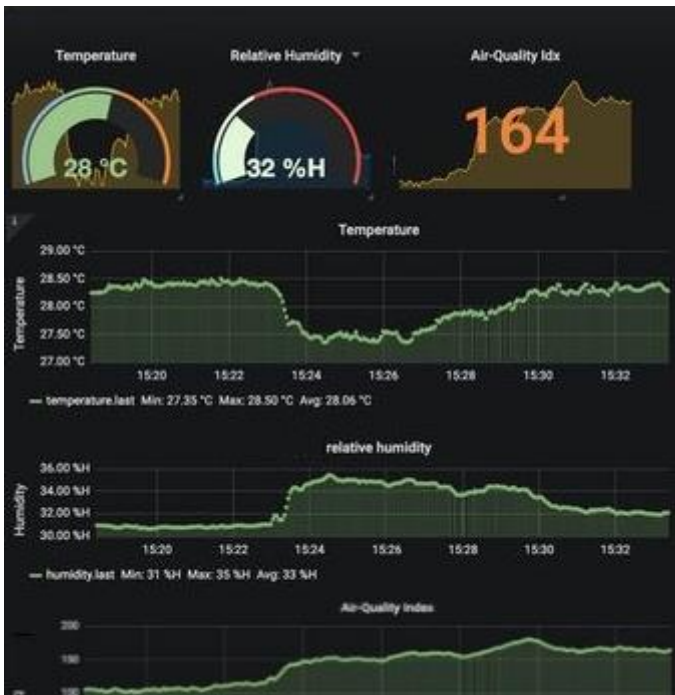 Temperature
Relative Humidity
Air-Quality Idx
28 °C
32 %H
164
i
Temperature
29.00 °C
28.50 °C
28.00 °C
27.50 °C
27.00 °C
Temperature
15:20 15:22 15:24 15:26 15:28 15:30 15:32
temperature.last Min: 27.35 °C Max: 28.50 °C Avg: 28.06 °C
relative humidity
36.00 %H
34.00 %H
32.00 %H
30.00 %H
Humidity
15:20 15:22 15:24 15:26 15:28 15:30 15:32
humidity.last Min: 31 %H Max: 35 %H Avg: 33 %H
Air-Quality Index
200
150
100